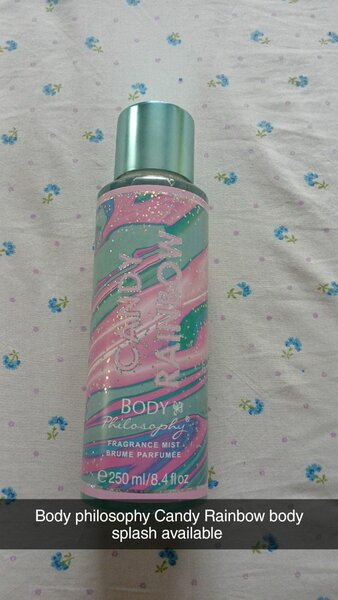 CANDY
RAINBOW
BODY
Philosophy®
FRAGRANCE MIST
BRUME PARFUMÉE
e 250 ml/8.4 fl oz
Body philosophy Candy Rainbow body
splash available